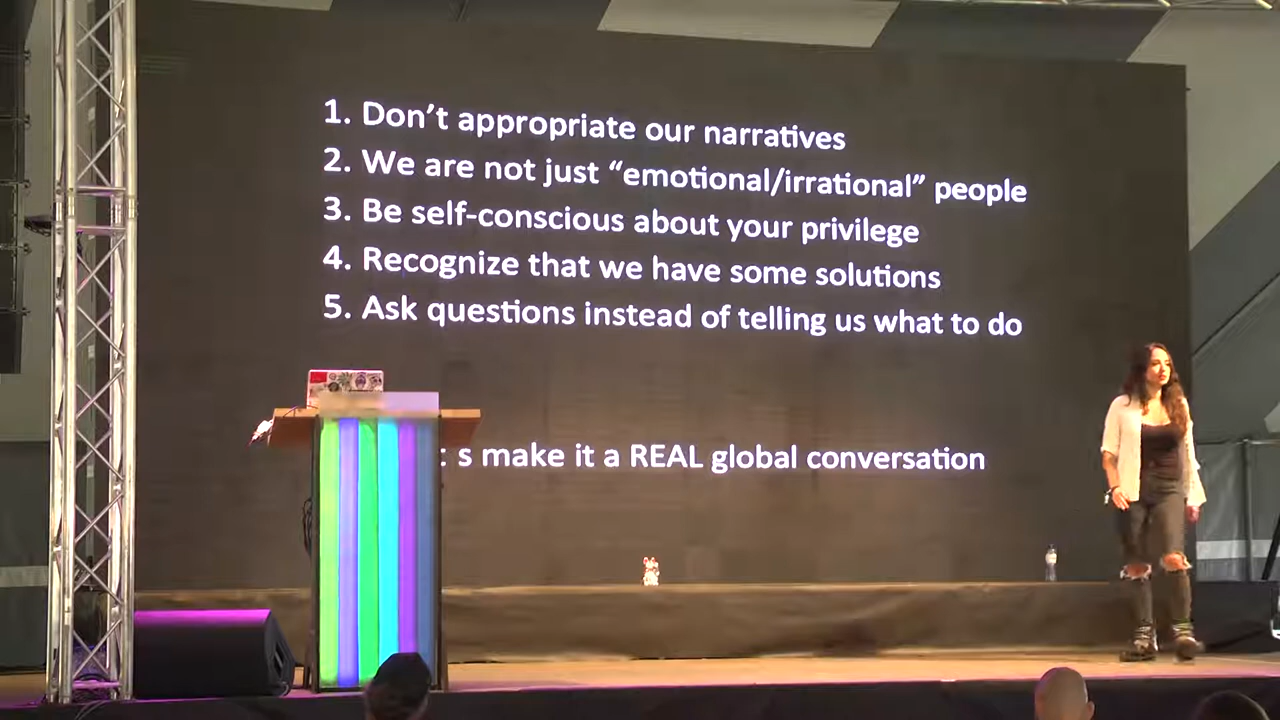 1. Don’t appropriate our narratives
2. We are not just “emotional/irrational” people
3. Be self-conscious about your privilege
4. Recognize that we have some solutions
5. Ask questions instead of telling us what to do
s make it a REAL global conversation